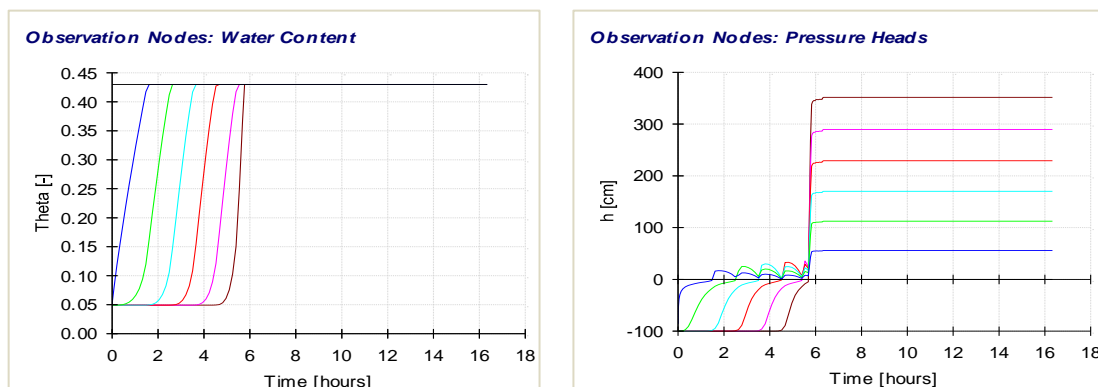 Observation Nodes: Water Content
0.45
0.40
0.35
0.30
0.25
0.20
0.15
0.10
0.05
0.00
Theta [-]
0 2 4 6 8 10 12 14 16 18
Time [hours]
Observation Nodes: Pressure Heads
400
300
200
100
0
-100
h [cm]
0 2 4 6 8 10 12 14 16 18
Time [hours]